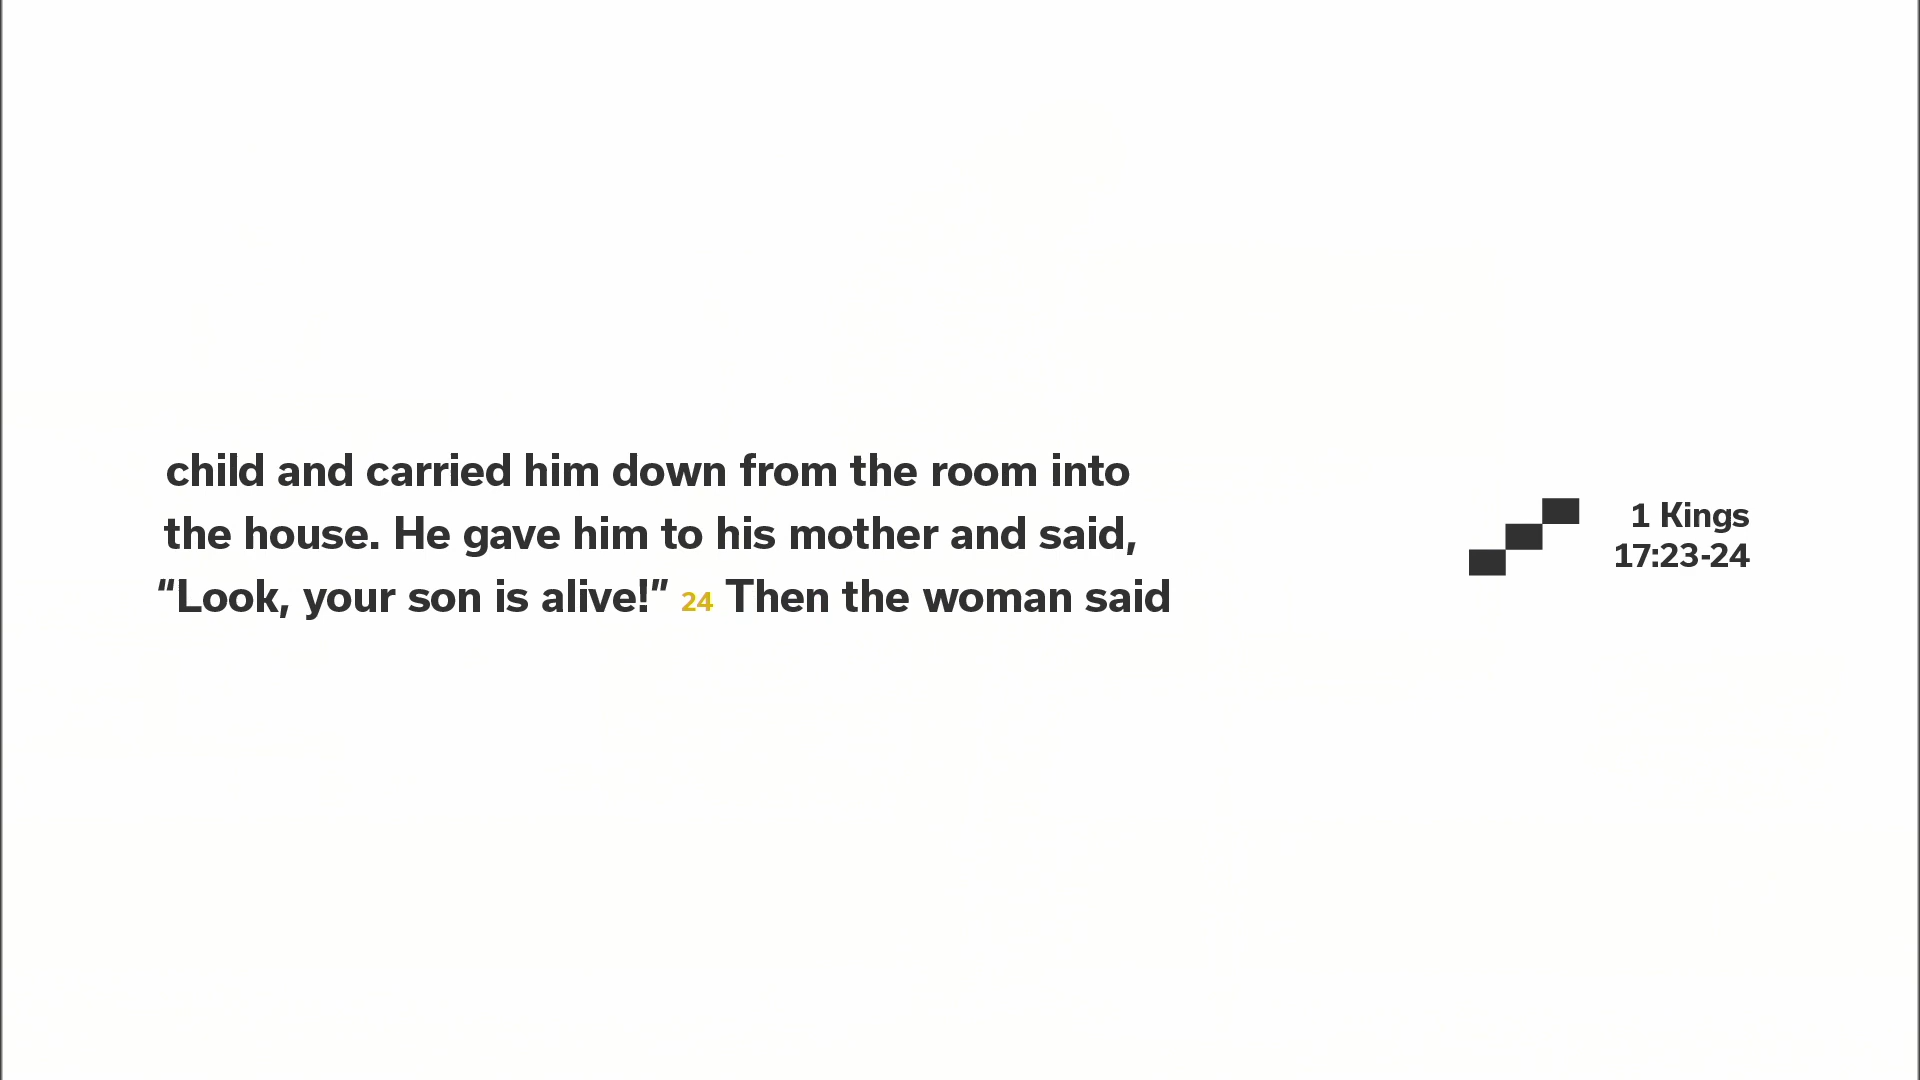 child and carried him down from the room into
the house. He gave him to his mother and said,
“Look, your son is alive!” 24 Then the woman said
1 Kings
17:23-24